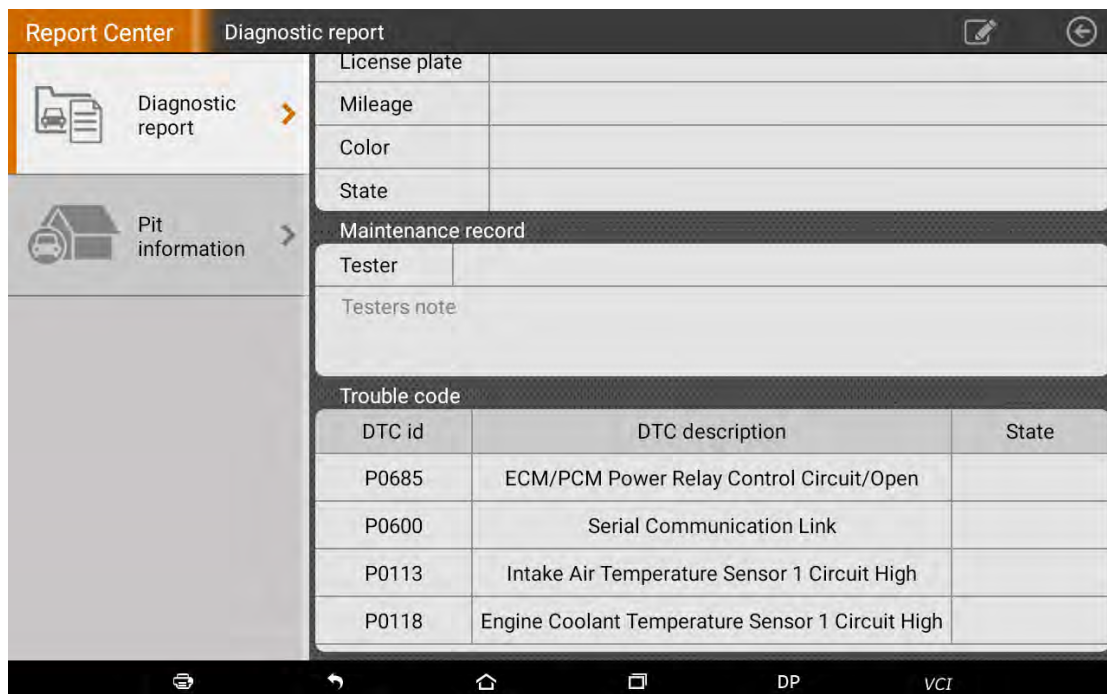 Report Center
Diagnostic report
Diagnostic
report
Pit
information
License plate
Mileage
Color
State
Maintenance record
Tester
Testers note
Trouble code
DTC id DTC description State
P0685 ECM/PCM Power Relay Control Circuit/Open
P0600 Serial Communication Link
P0113 Intake Air Temperature Sensor 1 Circuit High
P0118 Engine Coolant Temperature Sensor 1 Circuit High
DP VCI